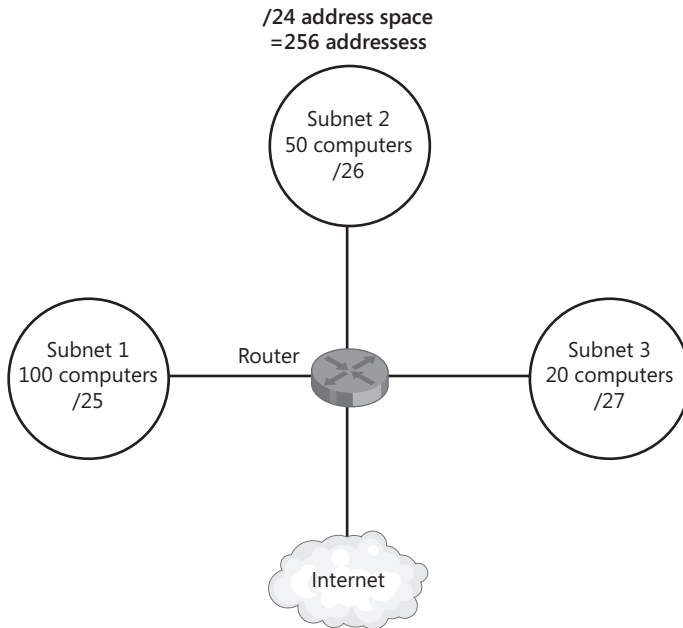 /24 address space
=256 addressess
Subnet 2
50 computers
/26
Subnet 1
100 computers
/25
Router
Subnet 3
20 computers
/27
Internet